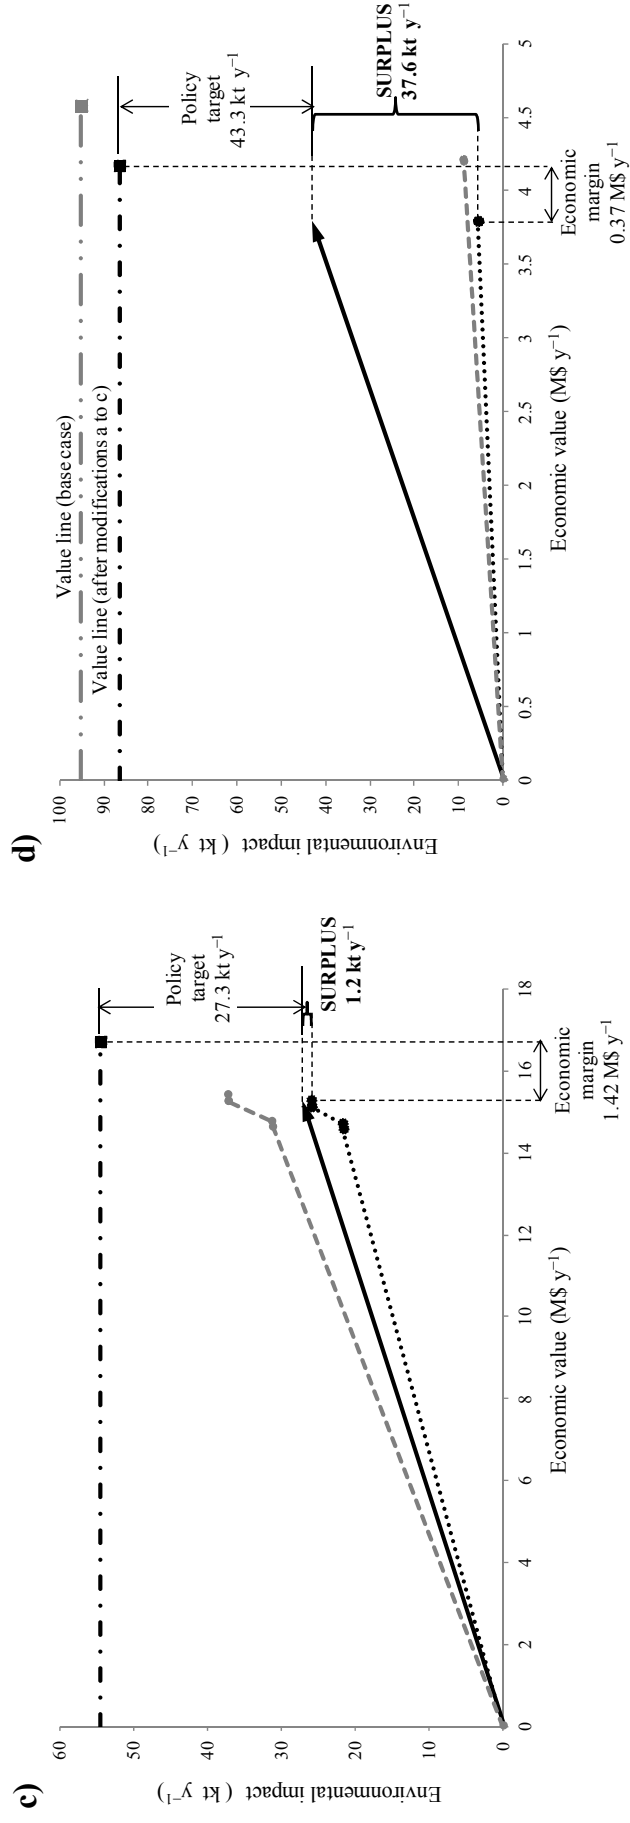 c)
Environmental impact ( kt y−1)
60
50
40
30
20
10
0
0
2
4
6
8
10
12
14
16
18
Economic value (M$ y−1)
Policy
target
27.3 kt y−1
SURPLUS
1.2 kt y−1
Economic
margin
1.42 M$ y−1
d)
Environmental impact ( kt y−1)
100
90
80
70
60
50
40
30
20
10
0
0
0.5
1
1.5
2
2.5
3
3.5
4
4.5
5
Economic value (M$ y−1)
Value line (base case)
Value line (after modifications a to c)
Policy
target
43.3 kt y−1
SURPLUS
37.6 kt y−1
Economic
margin
0.37 M$ y−1